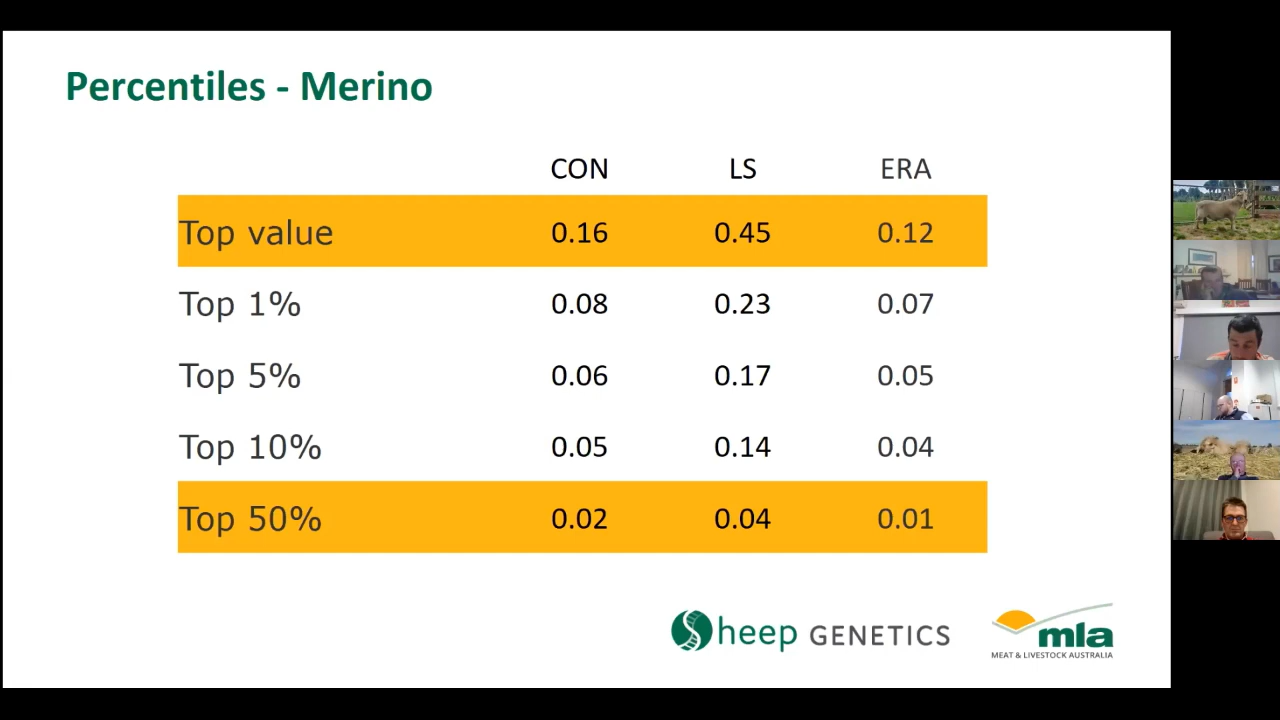 Percentiles - Merino
CON LS ERA
Top value 0.16 0.45 0.12
Top 1% 0.08 0.23 0.07
Top 5% 0.06 0.17 0.05
Top 10% 0.05 0.14 0.04
Top 50% 0.02 0.04 0.01
Sheep GENETICS
mla
MEAT & LIVESTOCK AUSTRALIA